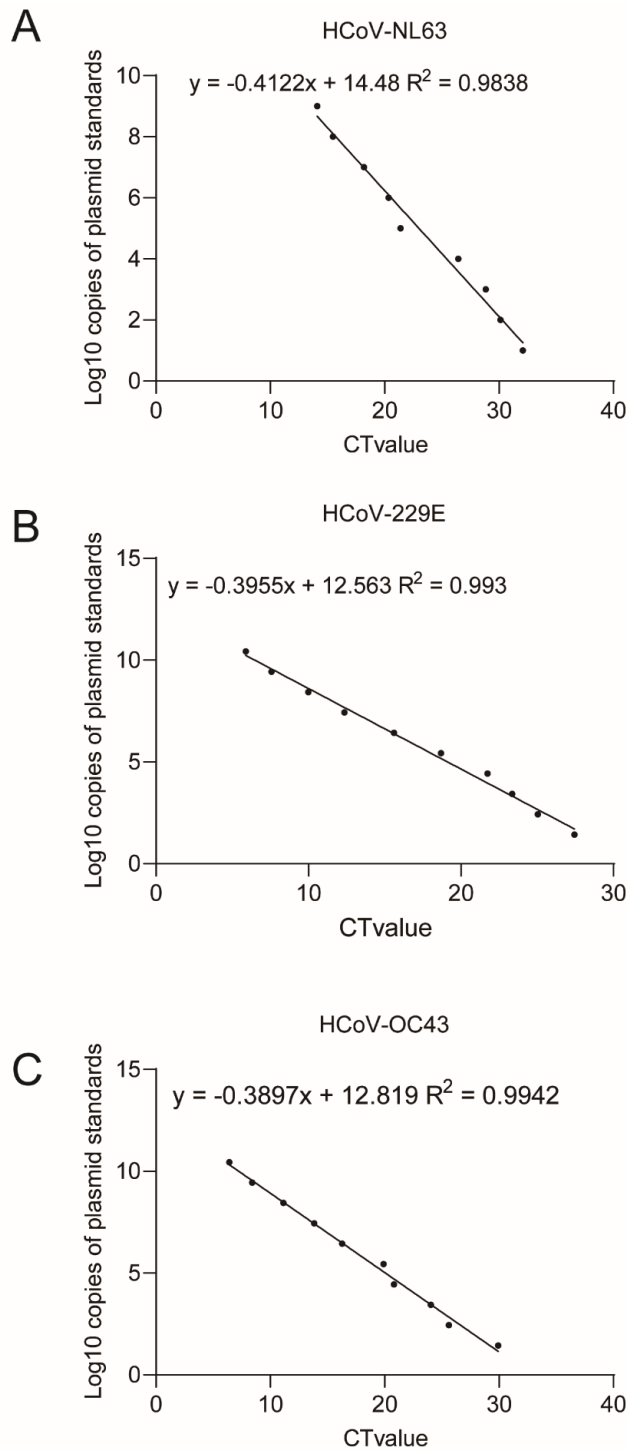 A
HCoV-NL63
y = -0.4122x + 14.48 R² = 0.9838
Log10 copies of plasmid standards
10
8
6
4
2
0
0 10 20 30 40
CTvalue
B
HCoV-229E
y = -0.3955x + 12.563 R² = 0.993
Log10 copies of plasmid standards
15
10
5
0
0 10 20 30
CTvalue
C
HCoV-OC43
y = -0.3897x + 12.819 R² = 0.9942
Log10 copies of plasmid standards
15
10
5
0
0 10 20 30 40
CTvalue